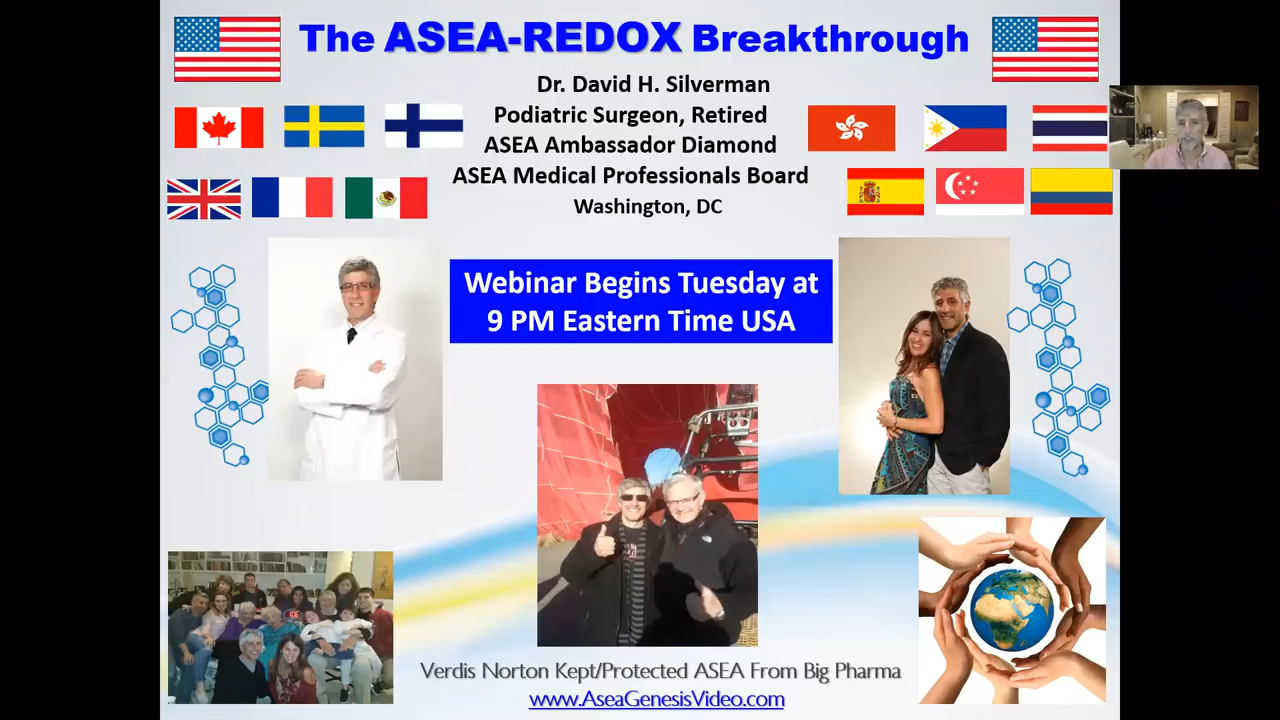 The ASEA-REDOX Breakthrough
Dr. David H. Silverman
Podiatric Surgeon, Retired
ASEA Ambassador Diamond
ASEA Medical Professionals Board
Washington, DC
Webinar Begins Tuesday at
9 PM Eastern Time USA
Verdis Norton Kept/Protected ASEA From Big Pharma
www.AseaGenesisVideo.com